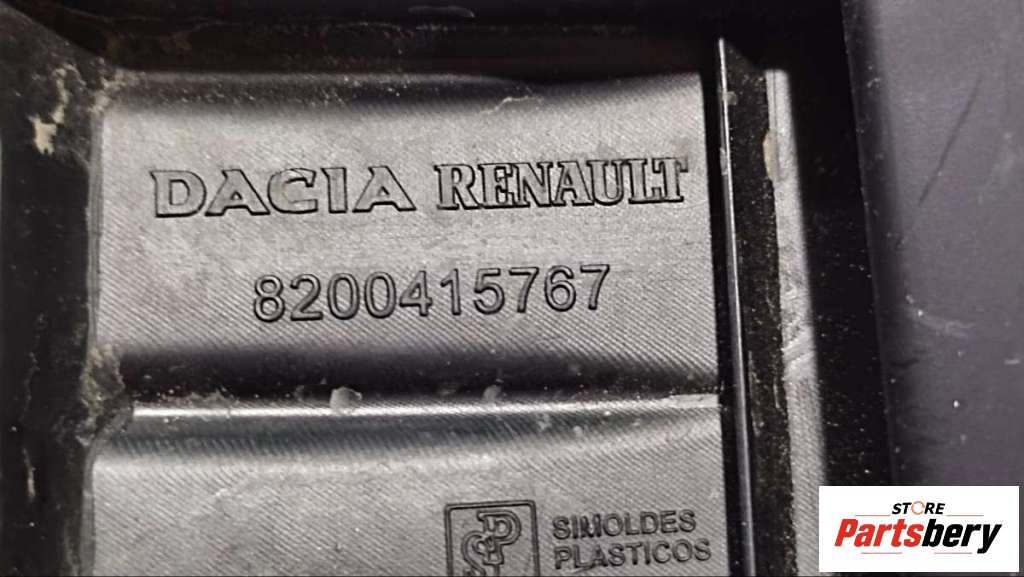 DACIA RENAULT
8200415767
SIMOLDES
PLASTICOS
STORE
Partsbery